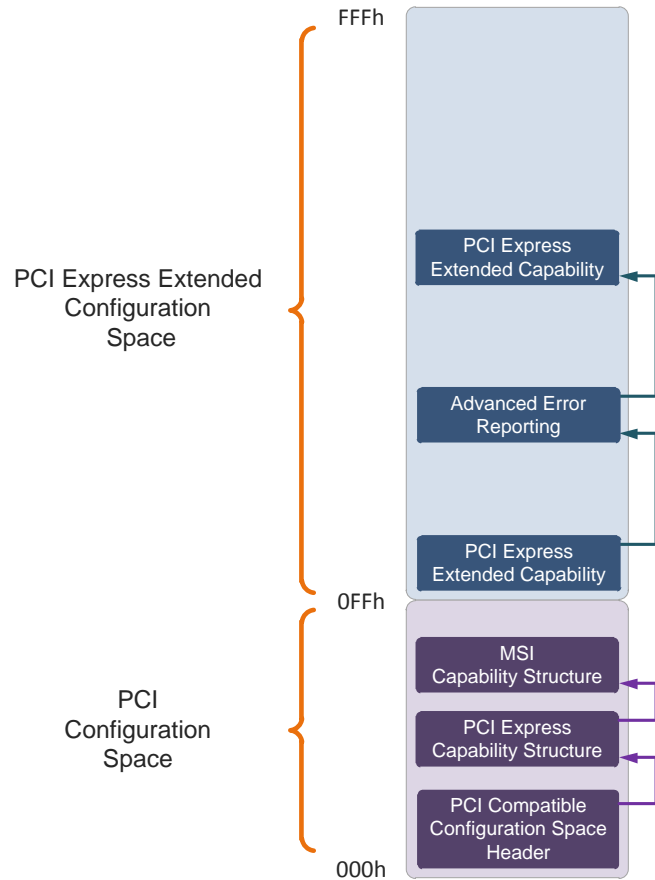 FFFh
PCI Express
Extended Capability
PCI Express Extended
Configuration
Space
Advanced Error
Reporting
PCI Express
Extended Capability
0FFh
MSI
Capability Structure
PCI
Configuration
Space
PCI Express
Capability Structure
PCI Compatible
Configuration Space
Header
000h